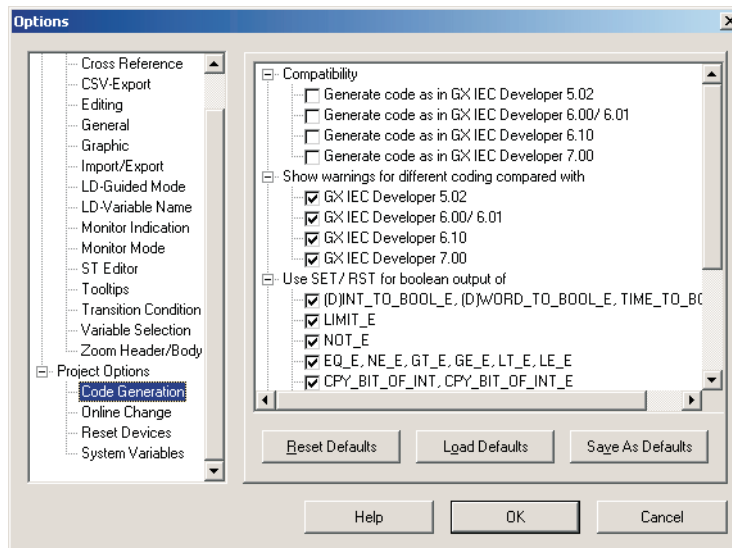 Options
Cross Reference
CSV-Export
Editing
General
Graphic
Import/Export
LD-Guided Mode
LD-Variable Name
Monitor Indication
Monitor Mode
ST Editor
Tooltips
Transition Condition
Variable Selection
Zoom Header/Body
Project Options
Code Generation
Online Change
Reset Devices
System Variables
Compatibility
Generate code as in GX IEC Developer 5.02
Generate code as in GX IEC Developer 6.00/ 6.01
Generate code as in GX IEC Developer 6.10
Generate code as in GX IEC Developer 7.00
Show warnings for different coding compared with
GX IEC Developer 5.02
GX IEC Developer 6.00/ 6.01
GX IEC Developer 6.10
GX IEC Developer 7.00
Use SET/ RST for boolean output of
(D)INT_TO_BOOL_E, (D)WORD_TO_BOOL_E, TIME_TO_BO
LIMIT_E
NOT_E
EQ_E, NE_E, GT_E, GE_E, LT_E, LE_E
CPY_BIT_OF_INT, CPY_BIT_OF_INT_E
Reset Defaults
Load Defaults
Save As Defaults
Help
OK
Cancel